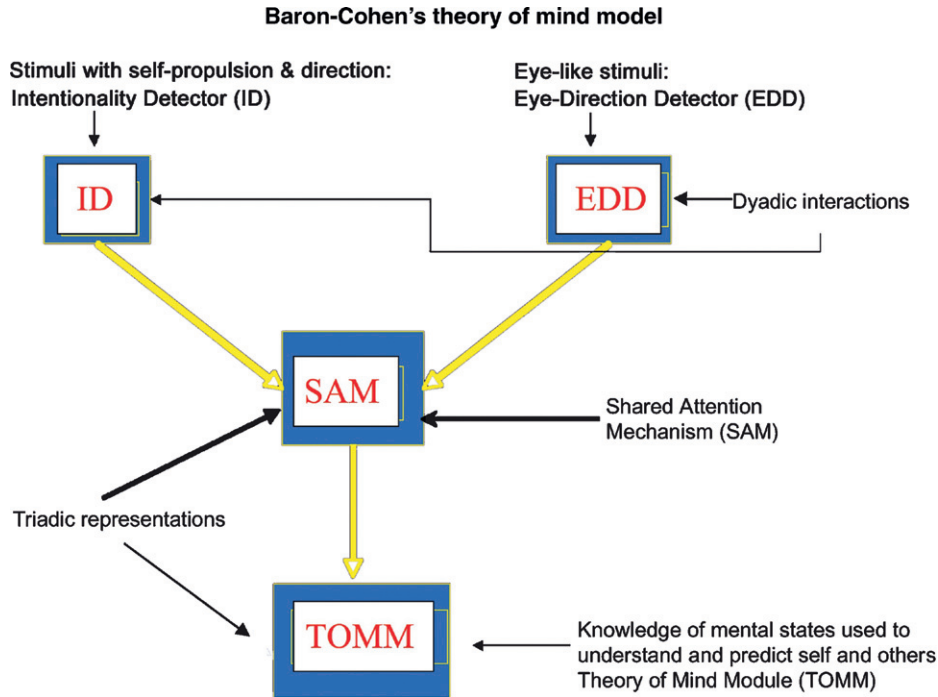 Baron-Cohen’s theory of mind model
Stimuli with self-propulsion & direction:
Intentionality Detector (ID)
Eye-like stimuli:
Eye-Direction Detector (EDD)
ID
EDD
Dyadic interactions
SAM
Shared Attention
Mechanism (SAM)
Triadic representations
TOMM
Knowledge of mental states used to
understand and predict self and others
Theory of Mind Module (TOMM)